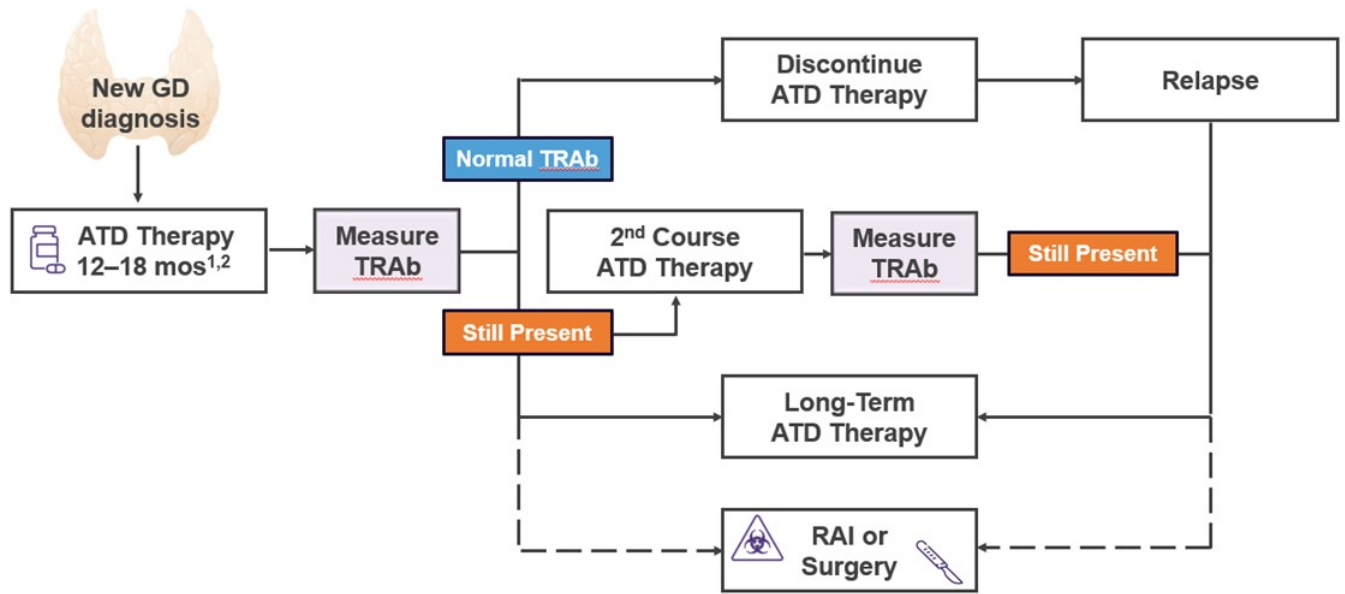 New GD
diagnosis
ATD Therapy
12–18 mos1,2
Measure
TRAb
Normal TRAb
Still Present
Discontinue
ATD Therapy
Relapse
2nd Course
ATD Therapy
Measure
TRAb
Still Present
Long-Term
ATD Therapy
RAI or
Surgery